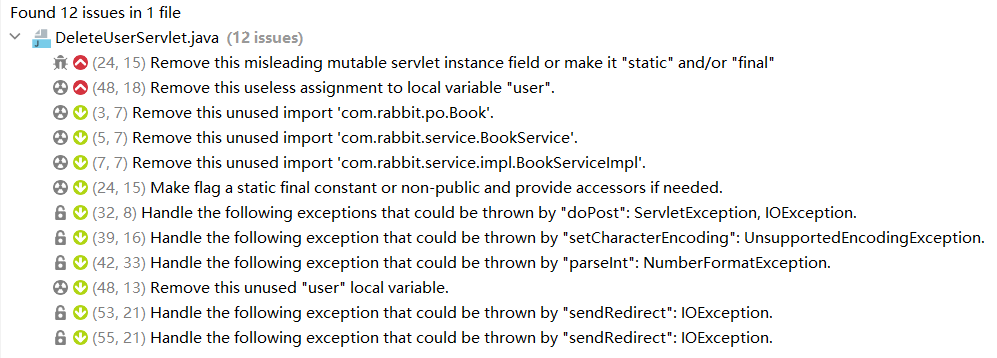 Found 12 issues in 1 file
DeleteUserServlet.java (12 issues)
(24, 15) Remove this misleading mutable servlet instance field or make it "static" and/or "final"
(48, 18) Remove this useless assignment to local variable "user".
(3, 7) Remove this unused import 'com.rabbit.po.Book'.
(5, 7) Remove this unused import 'com.rabbit.service.BookService'.
(7, 7) Remove this unused import 'com.rabbit.service.impl.BookServiceImpl'.
(24, 15) Make flag a static final constant or non-public and provide accessors if needed.
(32, 8) Handle the following exceptions that could be thrown by "doPost": ServletException, IOException.
(39, 16) Handle the following exception that could be thrown by "setCharacterEncoding": UnsupportedEncodingException.
(42, 33) Handle the following exception that could be thrown by "parseInt": NumberFormatException.
(48, 13) Remove this unused "user" local variable.
(53, 21) Handle the following exception that could be thrown by "sendRedirect": IOException.
(55, 21) Handle the following exception that could be thrown by "sendRedirect": IOException.